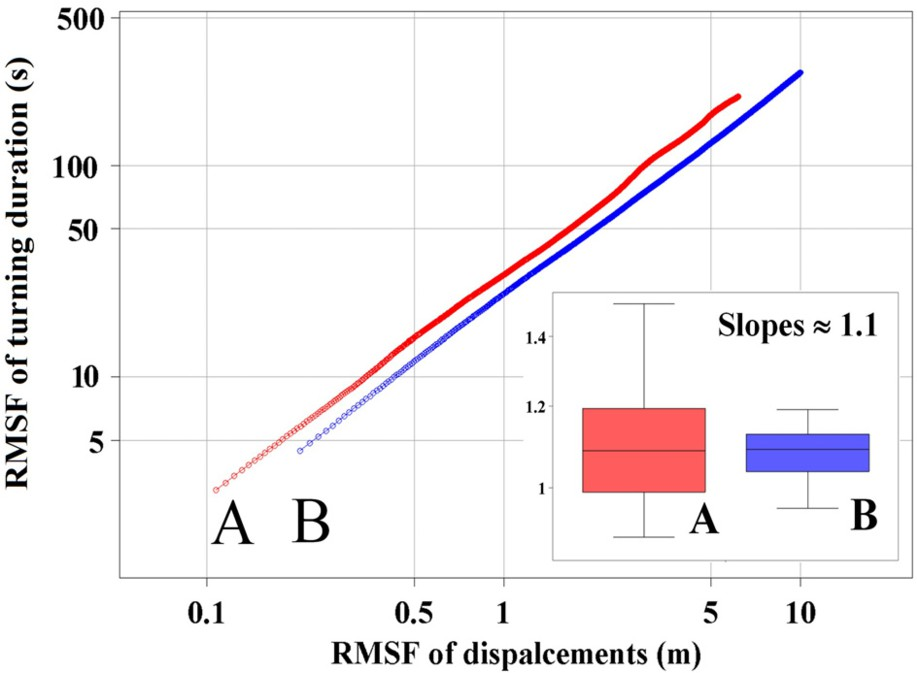 RMSF of turning duration (s)
500
100
50
10
5
A B
1.4
1.2
1
Slopes ≈ 1.1
A
B
0.1 0.5 1 5 10
RMSF of dispalcements (m)